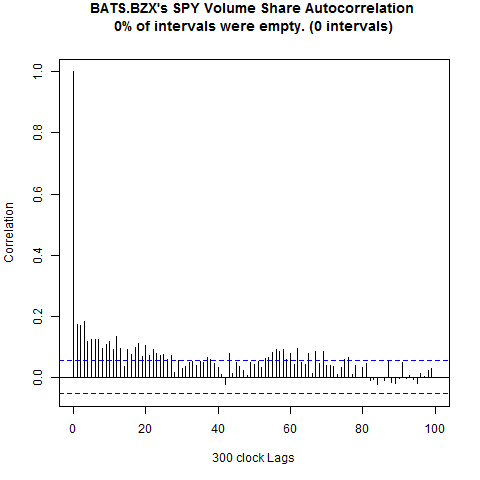 BATS.BZX's SPY Volume Share Autocorrelation
0% of intervals were empty. (0 intervals)
1.0
0.8
0.6
0.4
0.2
0.0
Correlation
0 20 40 60 80 100
300 clock Lags